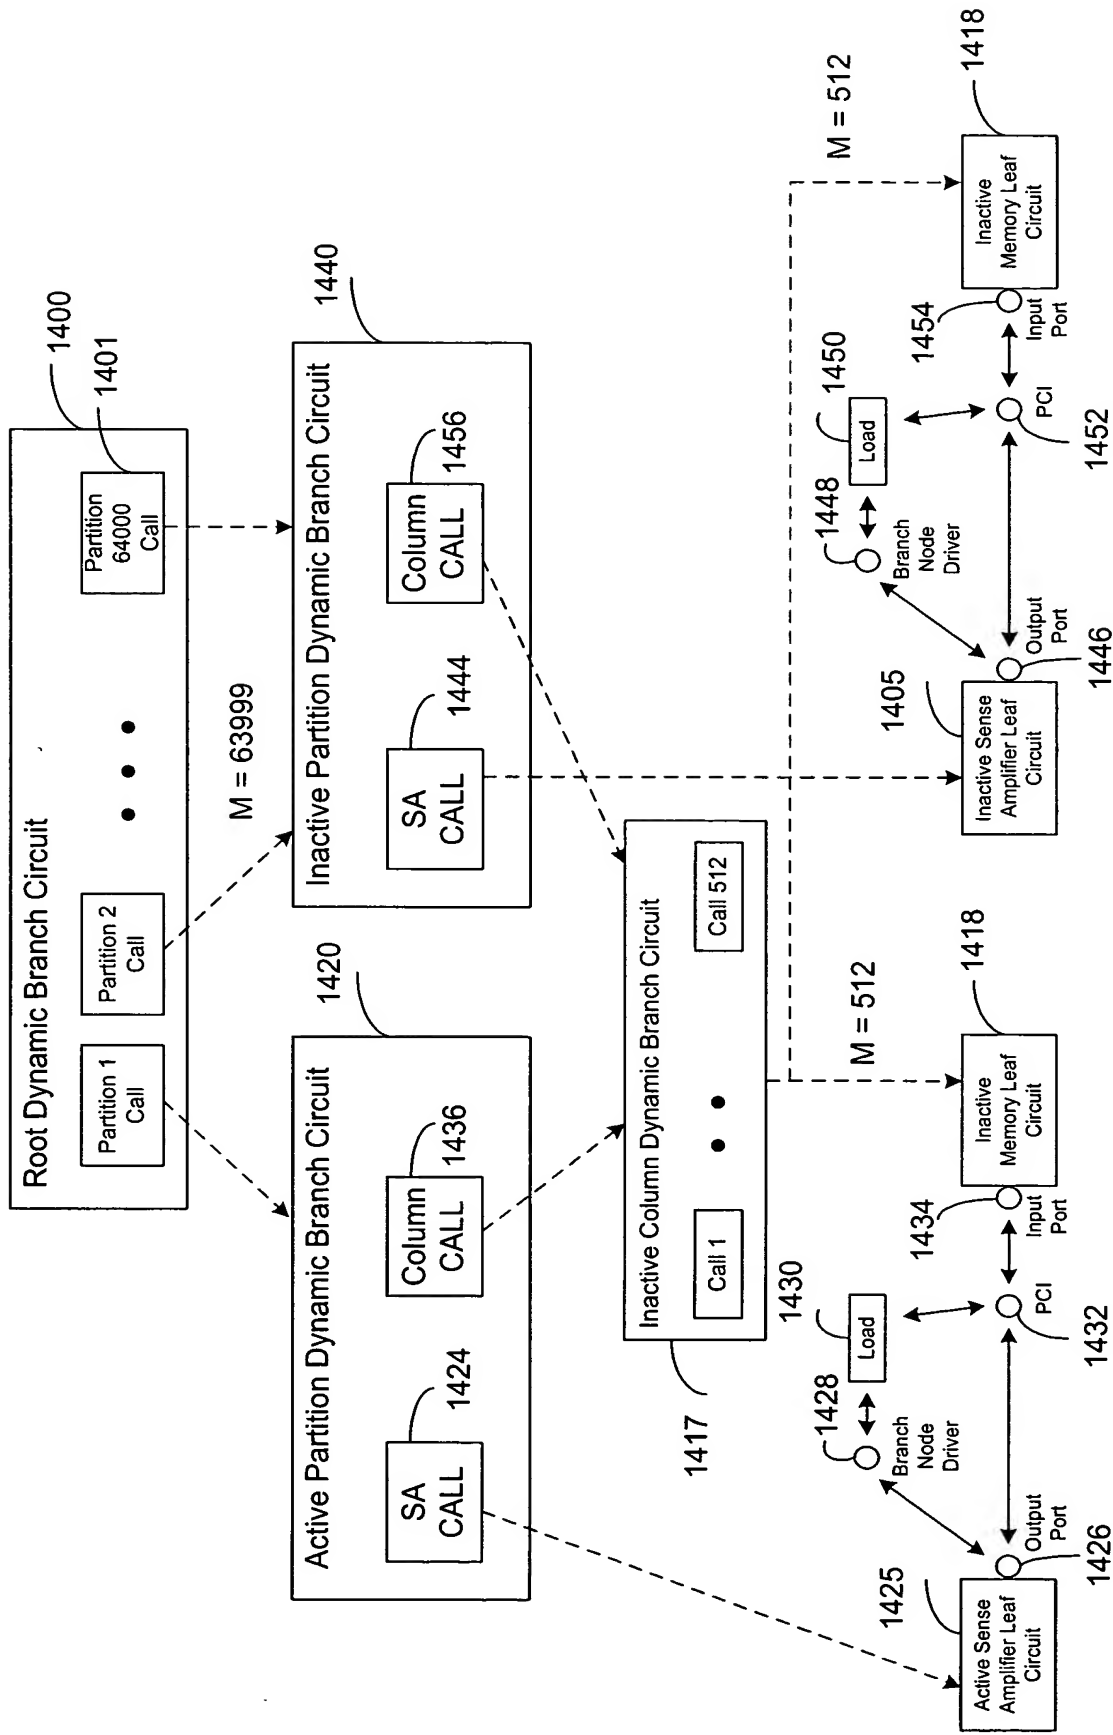 Root Dynamic Branch Circuit
1400
1401
Partition 1
Call
Partition 2
Call
Partition
64000
Call
M = 63999
Active Partition Dynamic Branch Circuit
1420
SA
CALL
1424
Column
CALL
1436
Inactive Partition Dynamic Branch Circuit
1440
SA
CALL
1444
Column
CALL
1456
Inactive Column Dynamic Branch Circuit
1417
Call 1
Call 512
M = 512
M = 512
1425
Active Sense
Amplifier Leaf
Circuit
Output
Port
1426
1428
Branch
Node
Driver
1430
Load
PCI
1432
1434
Input
Port
Inactive
Memory Leaf
Circuit
1418
1405
Inactive Sense
Amplifier Leaf
Circuit
Output
Port
1446
1448
Branch
Node
Driver
1450
Load
PCI
1452
1454
Input
Port
Inactive
Memory Leaf
Circuit
1418